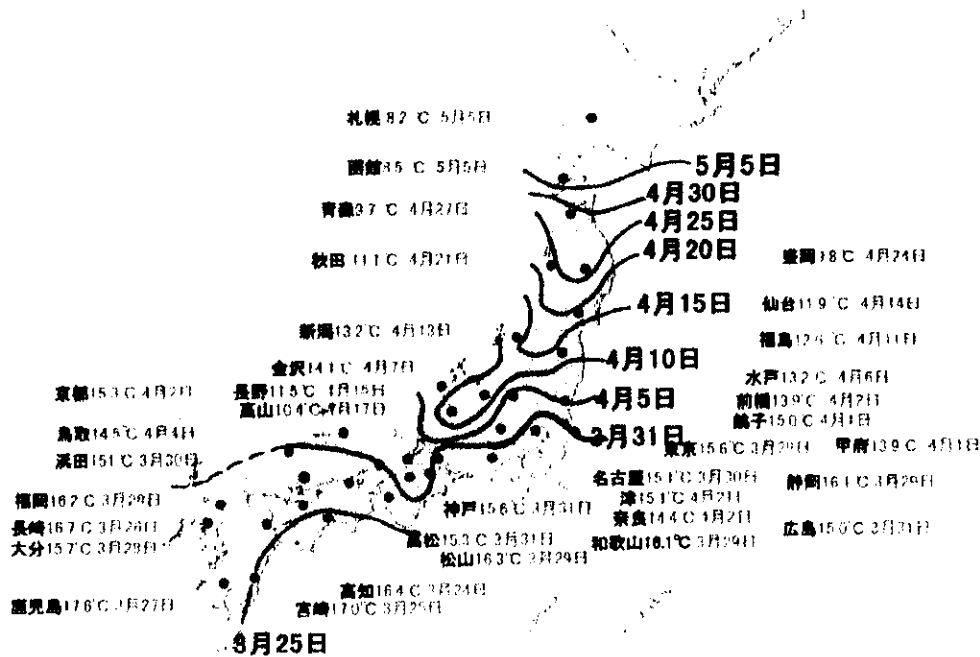 札幌 8.2 ℃ 5月5日
函館 8.5 ℃ 5月5日
青森 9.7 ℃ 4月27日
秋田 11.1℃ 4月21日
新潟 13.2℃ 4月13日
金沢 14.1℃ 4月7日
長野 11.5℃ 4月15日
高山 10.4℃ 4月17日
京都 15.3℃ 4月2日
鳥取 14.5℃ 4月4日
浜田 15.1℃ 3月30日
福岡 16.2℃ 3月28日
長崎 16.7℃ 3月26日
大分 15.7℃ 3月28日
鹿児島 17.6℃ 3月27日
5月5日
4月30日
4月25日
4月20日
4月15日
4月10日
4月5日
3月31日
3月25日
盛岡 9.8℃ 4月24日
仙台 11.9℃ 4月14日
福島 4月11日
水戸 13.2℃ 4月6日
前橋 13.9℃ 4月2日
銚子 15.0℃
東京 15.6℃ 3月29日
甲府 13.9℃ 4月1日
名古屋 15.1℃ 3月30日
静岡 16.1℃ 3月29日
津 15.1℃ 4月2日
奈良 14.4℃ 4月2日
神戸 15.6℃ 3月31日
広島 15.0℃ 3月31日
和歌山 16.1℃ 3月29日
高松 15.3℃ 3月31日
松山 16.3℃ 3月29日
高知 16.4℃ 3月24日
宮崎 17.0℃ 3月25日